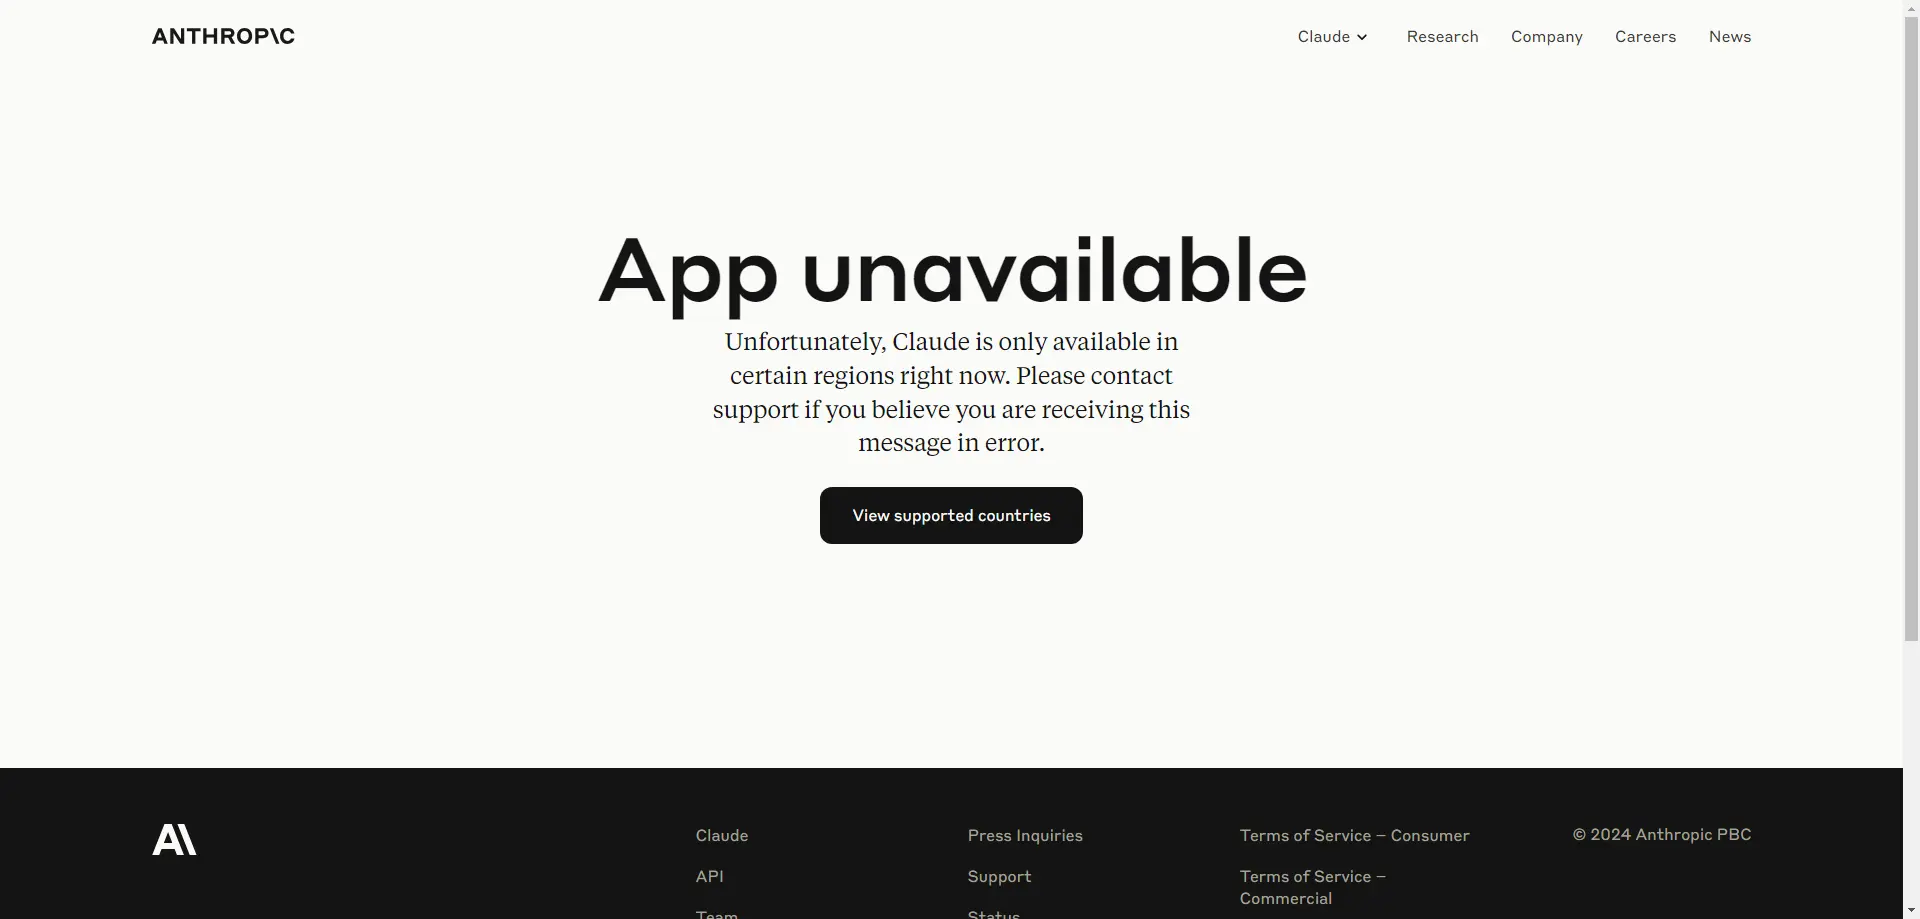 ANTHROP\C
Claude
Research
Company
Careers
News
App unavailable
Unfortunately, Claude is only available in
certain regions right now. Please contact
support if you believe you are receiving this
message in error.
View supported countries
A\
Claude
Press Inquiries
Terms of Service – Consumer
© 2024 Anthropic PBC
API
Support
Terms of Service –
Commercial
Team
Status